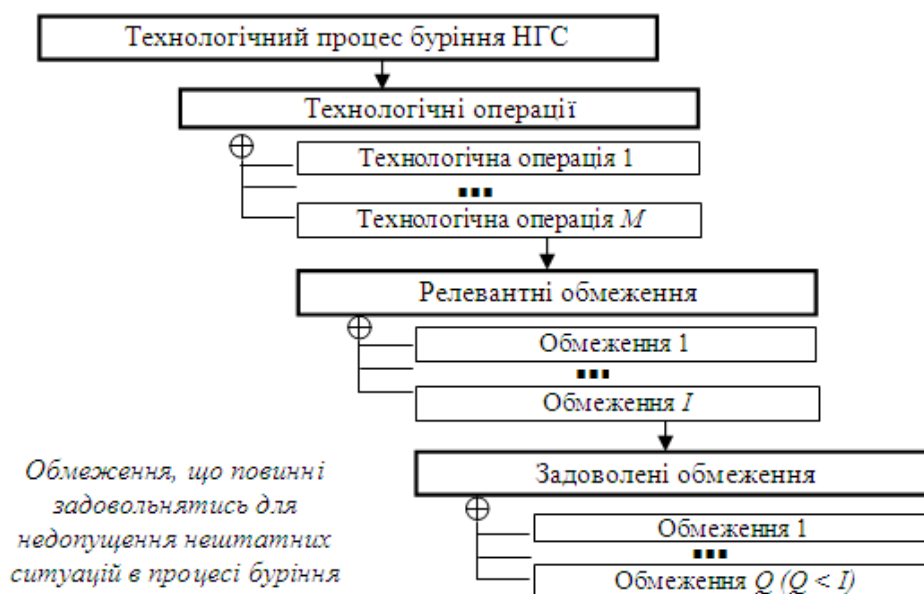 Технологічний процес буріння НГС
Технологічні операції
Технологічна операція 1
...
Технологічна операція M
Релевантні обмеження
Обмеження 1
...
Обмеження I
Задоволені обмеження
Обмеження 1
...
Обмеження Q (Q < I)
Обмеження, що повинні
задовольнятись для
недопущення нештатних
ситуацій в процесі буріння